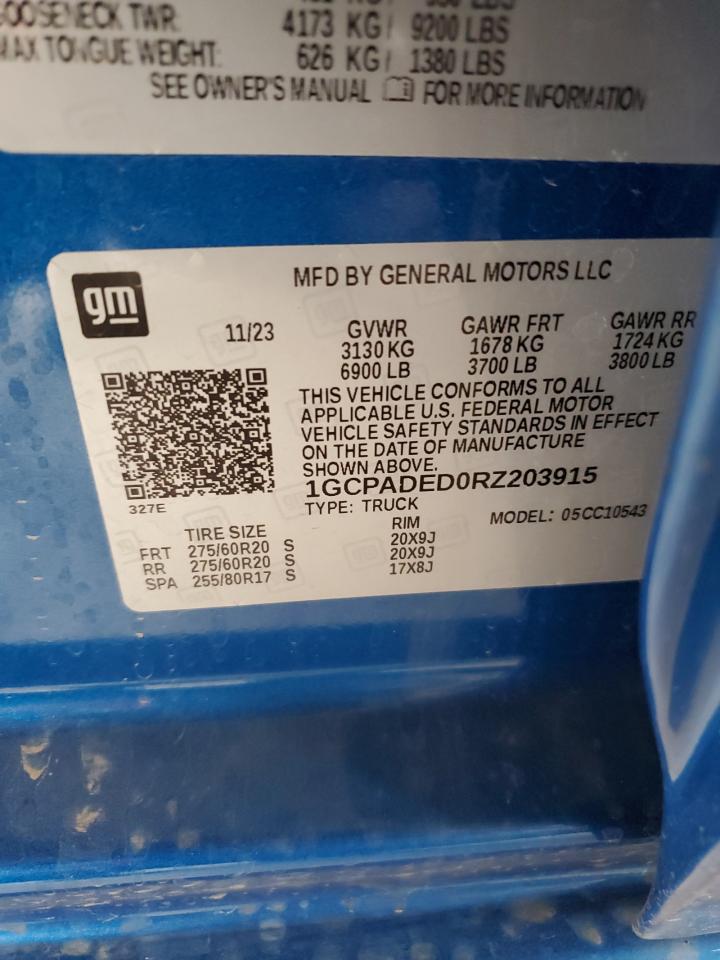 GOOSENECK TWR: 4173 KG / 9200 LBS
MAX TONGUE WEIGHT: 626 KG / 1380 LBS
SEE OWNER'S MANUAL FOR MORE INFORMATION
gm
MFD BY GENERAL MOTORS LLC
11/23 GVWR GAWR FRT GAWR RR
3130 KG 1678 KG 1724 KG
6900 LB 3700 LB 3800 LB
THIS VEHICLE CONFORMS TO ALL
APPLICABLE U.S. FEDERAL MOTOR
VEHICLE SAFETY STANDARDS IN EFFECT
ON THE DATE OF MANUFACTURE
SHOWN ABOVE.
1GCPADED0RZ203915
327E
TYPE: TRUCK MODEL: 05CC10543
TIRE SIZE RIM
FRT 275/60R20 S 20X9J
RR 275/60R20 S 20X9J
SPA 255/80R17 S 17X8J